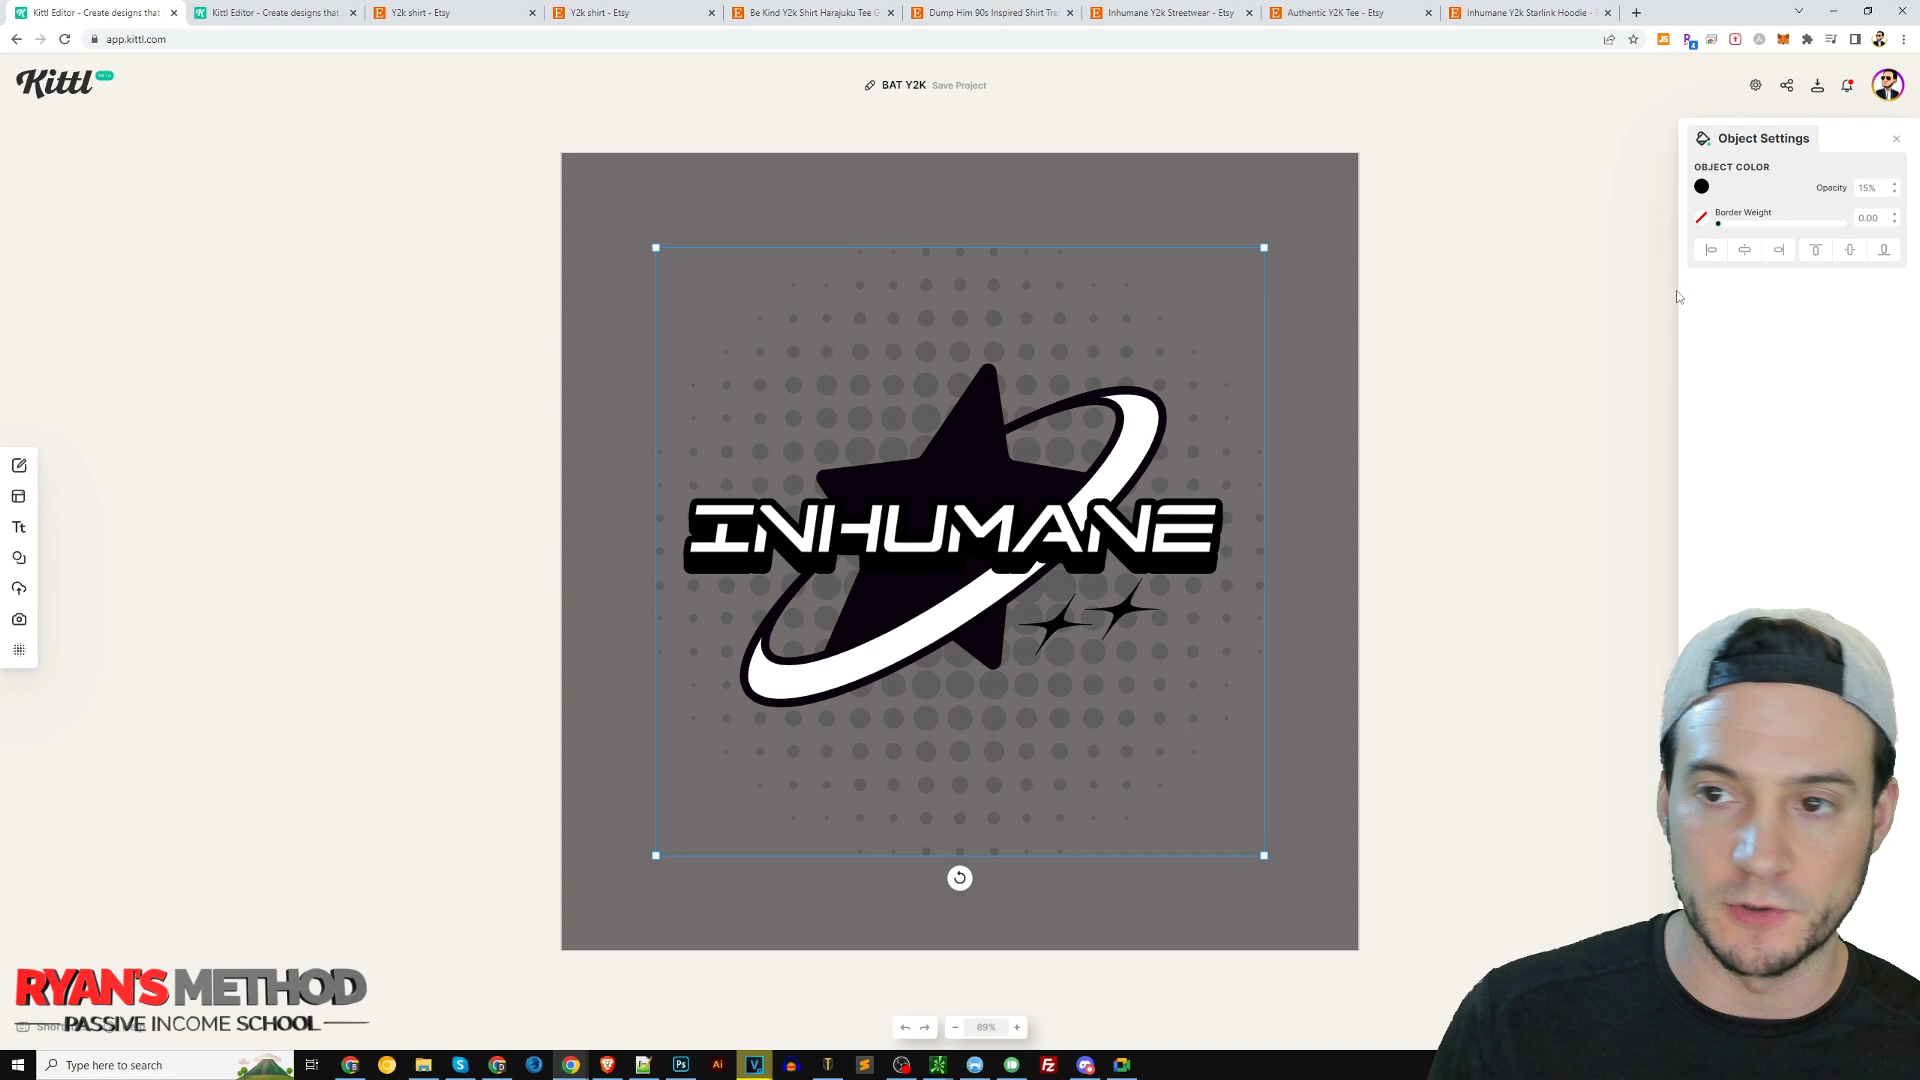 Kittl Editor - Create designs that
Kittl Editor - Create designs that
Y2k shirt - Etsy
Y2k shirt - Etsy
Be Kind Y2k Shirt Harajuku Tee G
Dump Him 90s Inspired Shirt Tre
Inhumane Y2k Streetwear - Etsy
Authentic Y2K Tee - Etsy
Inhumane Y2k Starlink Hoodie -
app.kittl.com
Kittl BETA
BAT Y2K Save Project
Object Settings
OBJECT COLOR
Opacity 15%
Border Weight 0.00
Tt
INHUMANE
RYAN'S METHOD
PASSIVE INCOME SCHOOL
89%
Type here to search